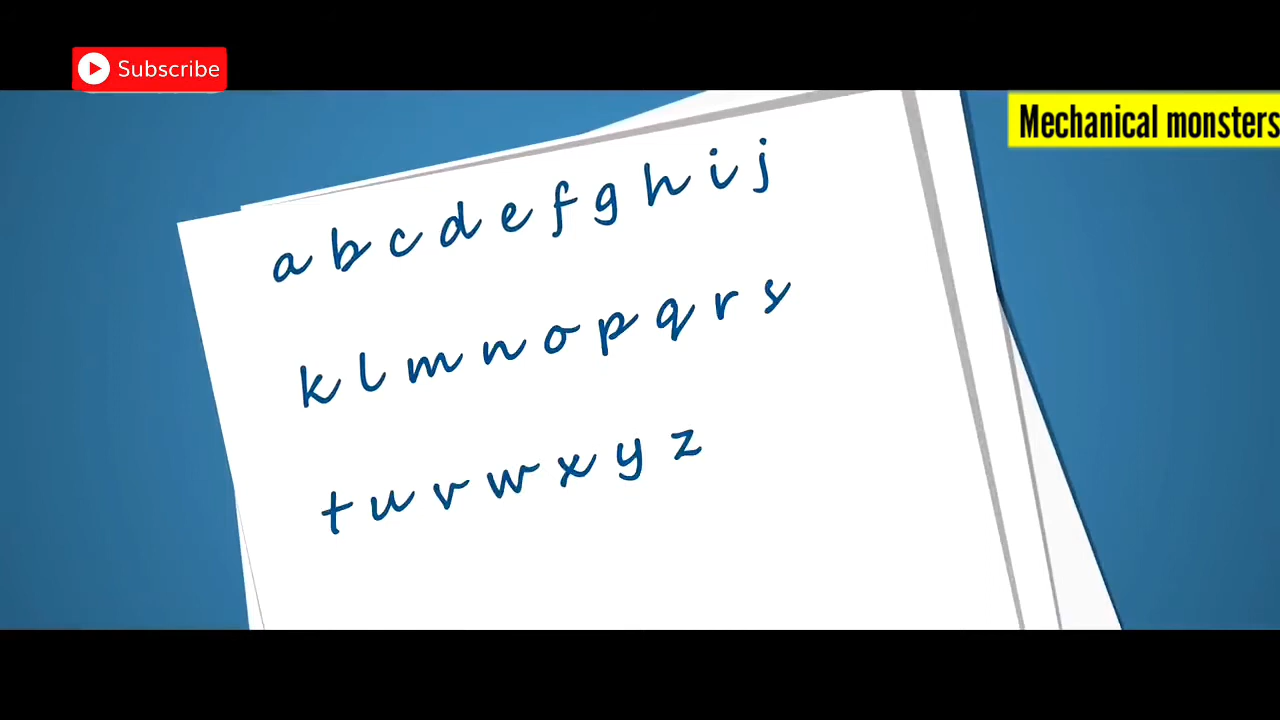 Subscribe
Mechanical monsters
a b c d e f g h i j
k l m n o p q r s
t u v w x y z